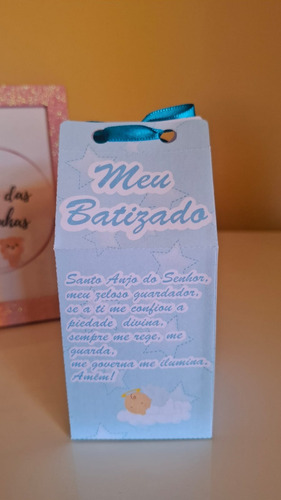 Meu
Batizado
Santo Anjo do Senhor,
meu zeloso guardador,
se a ti me confiou a
piedade divina,
sempre me rege, me
guarda,
me governa me ilumina,
Amém!
das